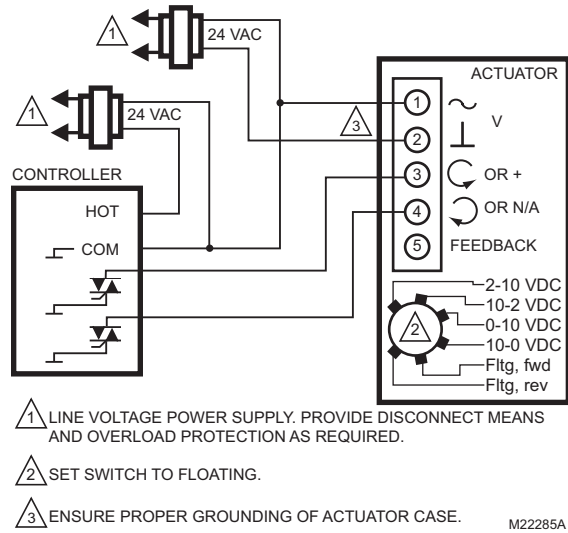 1
24 VAC
1
24 VAC
CONTROLLER
HOT
COM
ACTUATOR
1
V
3
2
3
OR +
4
OR N/A
5
FEEDBACK
2-10 VDC
10-2 VDC
0-10 VDC
2
10-0 VDC
Fltg, fwd
Fltg, rev
1 LINE VOLTAGE POWER SUPPLY. PROVIDE DISCONNECT MEANS
AND OVERLOAD PROTECTION AS REQUIRED.
2 SET SWITCH TO FLOATING.
3 ENSURE PROPER GROUNDING OF ACTUATOR CASE.
M22285A